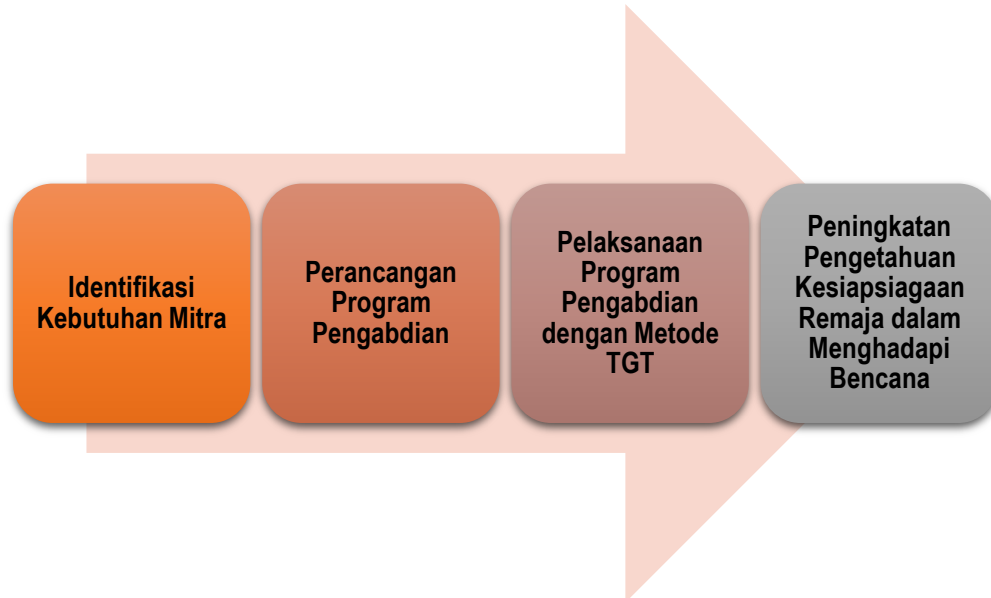 Identifikasi
Kebutuhan Mitra
Perancangan
Program
Pengabdian
Pelaksanaan
Program
Pengabdian
dengan Metode
TGT
Peningkatan
Pengetahuan
Kesiapsiagaan
Remaja dalam
Menghadapi
Bencana